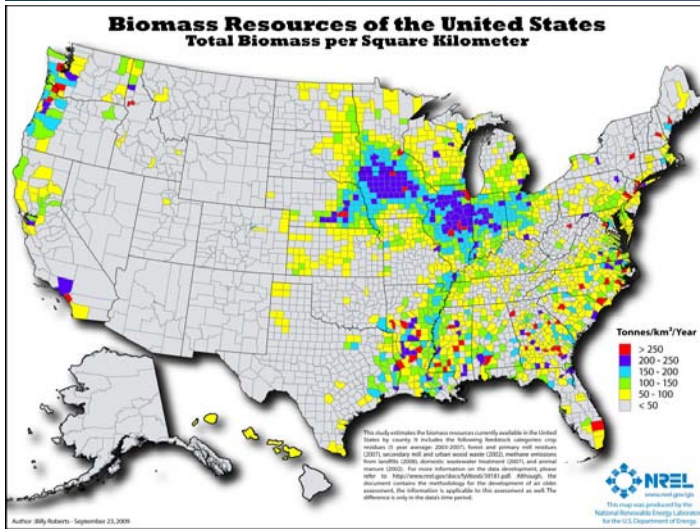 Biomass Resources of the United States
Total Biomass per Square Kilometer
Tonnes/km²/Year
> 250
200 - 250
150 - 200
100 - 150
50 - 100
< 50
This study estimates the biomass resources currently available in the United
States by county. It includes the following feedstock categories: crop
residues (5 year average: 2003-2007), forest and primary mill residues
(2007), secondary mill and urban wood waste (2002), methane emissions
from landfills (2008), domestic wastewater treatment (2007), and animal
manure (2002). For more information on the data development, please
refer to http://www.nrel.gov/docs/fy06osti/39181.pdf. Although, the
document contains the methodology for the development of an older
assessment, the information is applicable to this assessment as well. The
difference is only in the data's time period.
NREL
www.nrel.gov/gis
This map was produced by the
National Renewable Energy Laboratory
for the U.S. Department of Energy.
Author: Billy Roberts - September 23, 2009